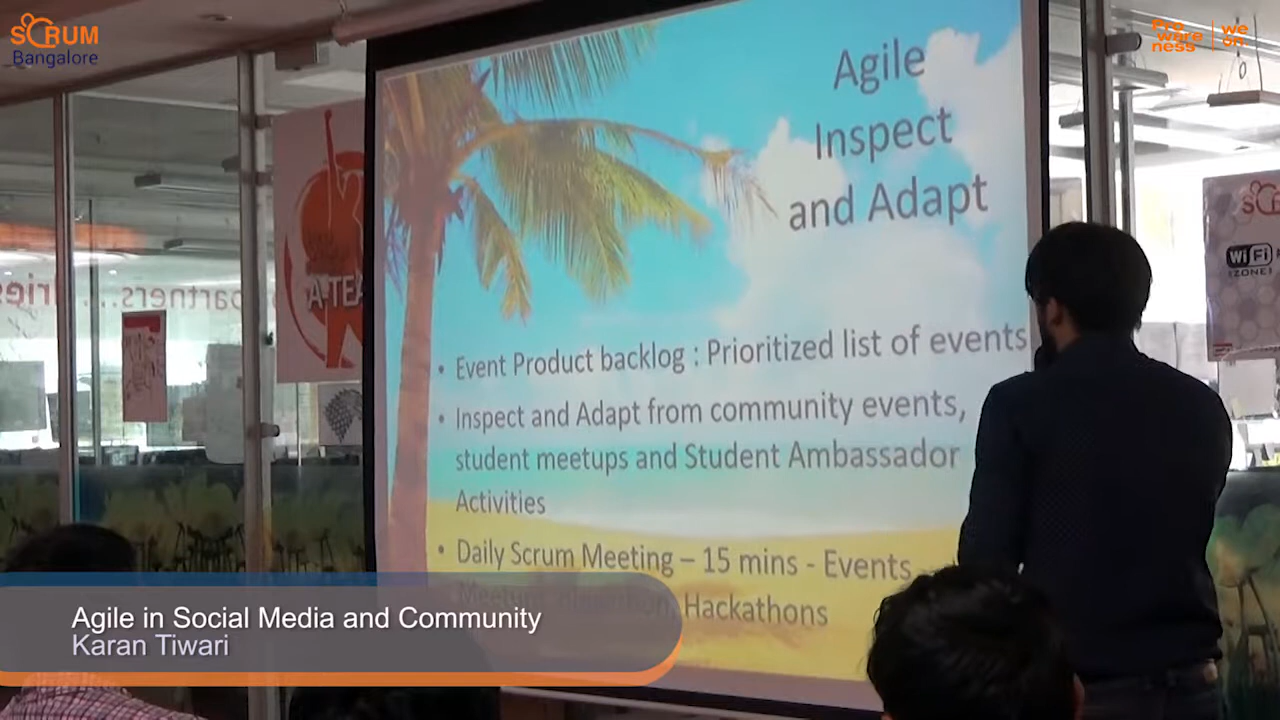 SCRUM
Bangalore
Pro
ware
ness
we
on
Agile
Inspect
and Adapt
A-TEA
partners...
WiFi
ZONE
• Event Product backlog : Prioritized list of events
• Inspect and Adapt from community events,
student meetups and Student Ambassador
Activities
• Daily Scrum Meeting – 15 mins - Events
Hackathons
Agile in Social Media and Community
Karan Tiwari